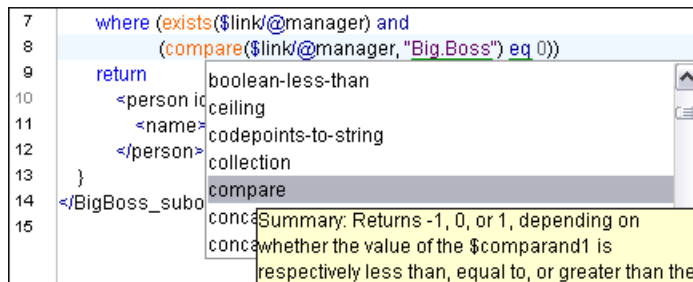 7 where (exists($link/@manager) and
8 (compare($link/@manager, "Big.Boss") eq 0))
9 return
10 <person id
11 <name>
12 </person>
13 }
14 </BigBoss_subo
15
boolean-less-than
ceiling
codepoints-to-string
collection
compare
conca
conca
Summary: Returns -1, 0, or 1, depending on
whether the value of the $comparand1 is
respectively less than, equal to, or greater than the